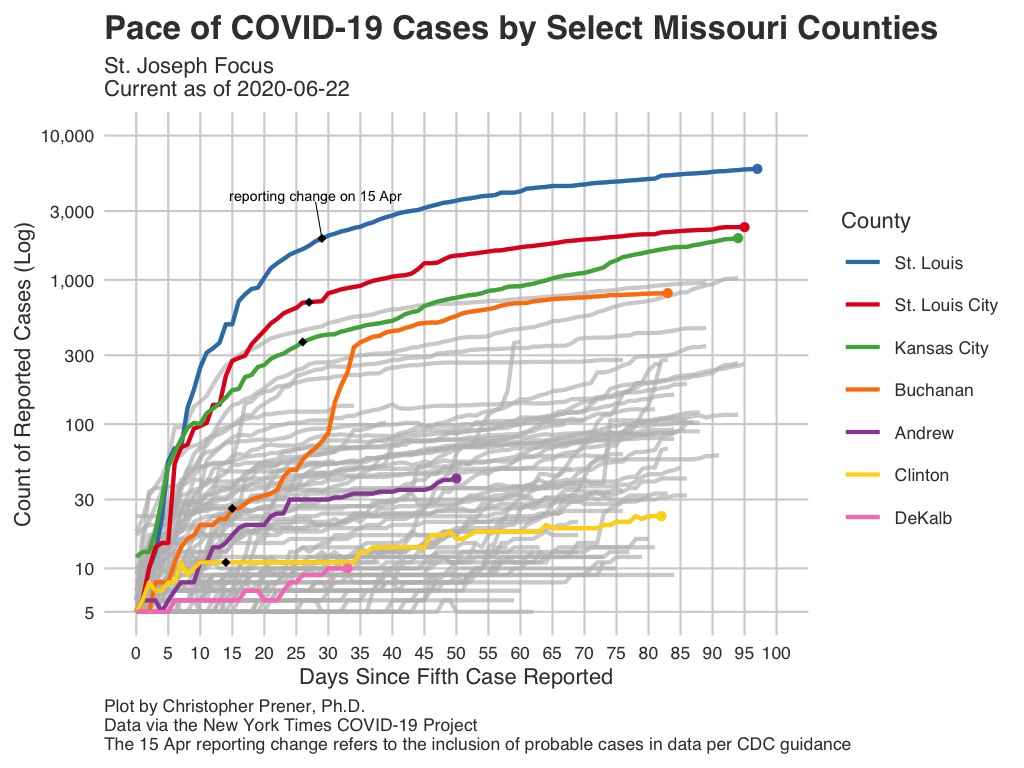 Pace of COVID-19 Cases by Select Missouri Counties
St. Joseph Focus
Current as of 2020-06-22
Count of Reported Cases (Log)
10,000
3,000
1,000
300
100
30
10
5
reporting change on 15 Apr
0 5 10 15 20 25 30 35 40 45 50 55 60 65 70 75 80 85 90 95 100
Days Since Fifth Case Reported
County
St. Louis
St. Louis City
Kansas City
Buchanan
Andrew
Clinton
DeKalb
Plot by Christopher Prener, Ph.D.
Data via the New York Times COVID-19 Project
The 15 Apr reporting change refers to the inclusion of probable cases in data per CDC guidance